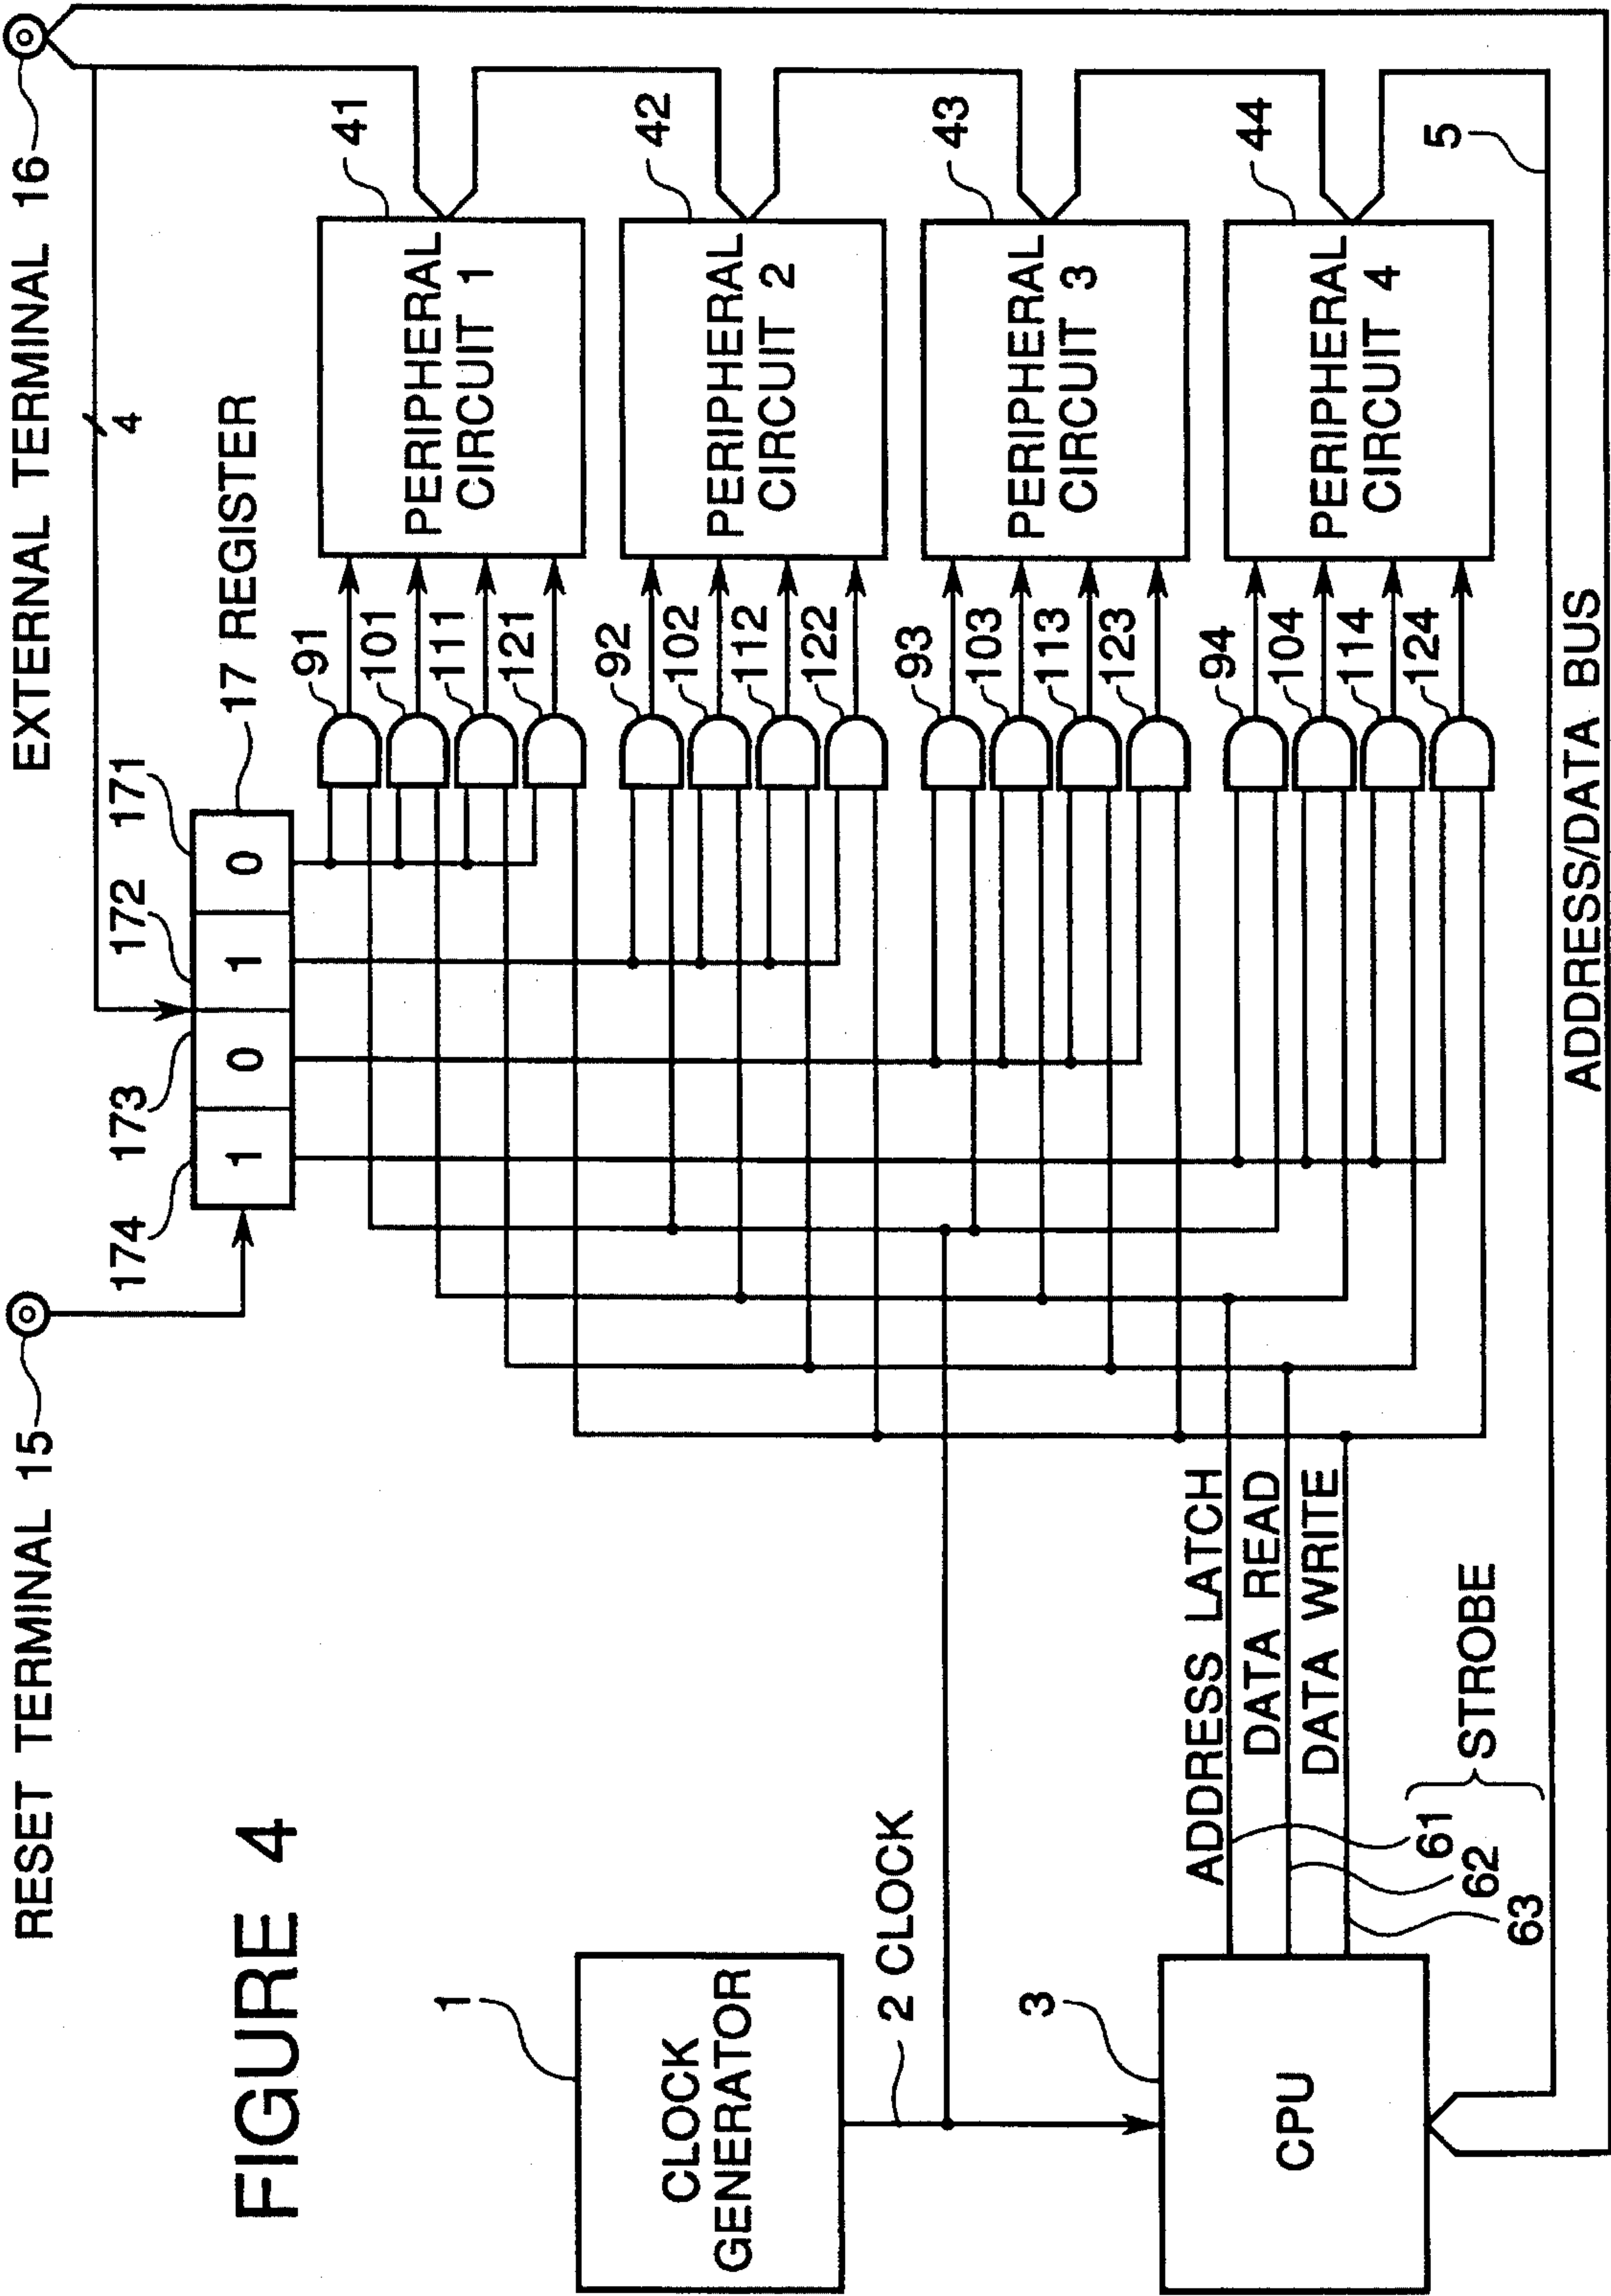 FIGURE 4
RESET TERMINAL 15
EXTERNAL TERMINAL 16
4
174
173
172
171
17 REGISTER
1
0
1
0
91
101
111
121
PERIPHERAL
CIRCUIT 1
41
92
102
112
122
PERIPHERAL
CIRCUIT 2
42
93
103
113
123
PERIPHERAL
CIRCUIT 3
43
94
104
114
124
PERIPHERAL
CIRCUIT 4
44
1
CLOCK
GENERATOR
2 CLOCK
3
CPU
ADDRESS LATCH
DATA READ
DATA WRITE
61
62
63
STROBE
5
ADDRESS/DATA BUS